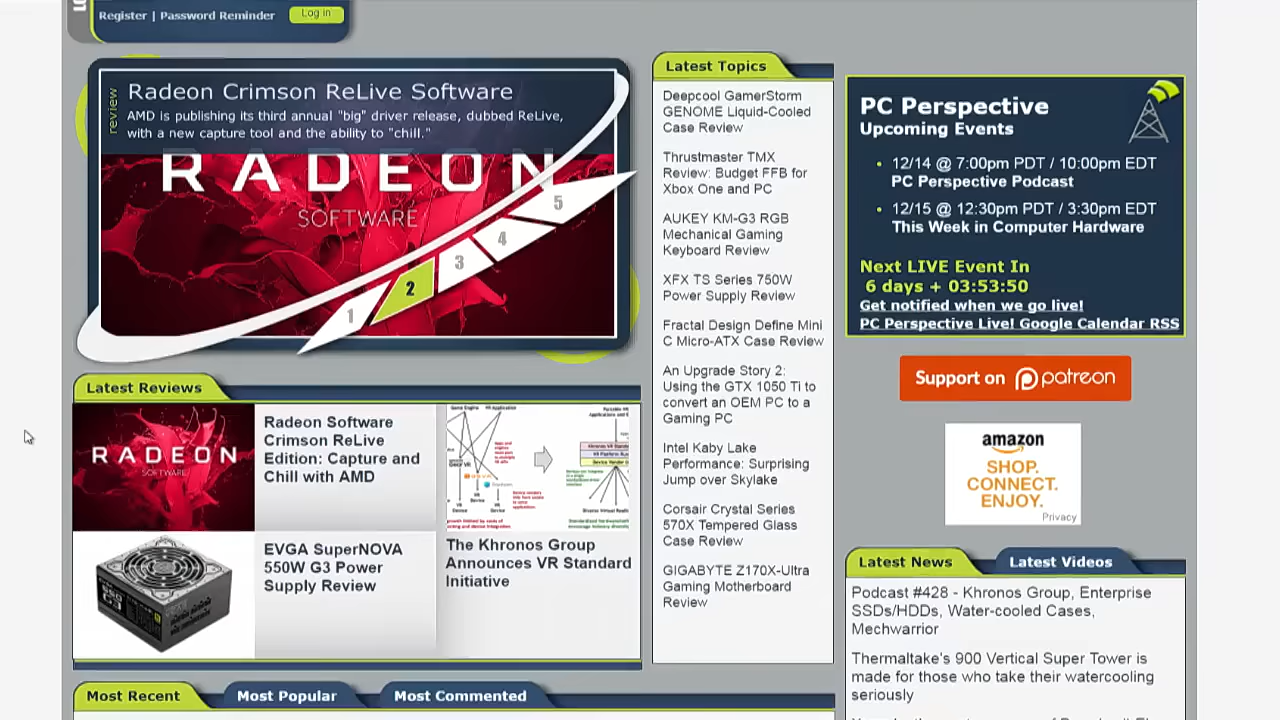 Register | Password Reminder
Log in
review
Radeon Crimson ReLive Software
AMD is publishing its third annual "big" driver release, dubbed ReLive,
with a new capture tool and the ability to "chill."
RADEON
SOFTWARE
1
2
3
4
5
Latest Reviews
RADEON
SOFTWARE
Radeon Software
Crimson ReLive
Edition: Capture and
Chill with AMD
EVGA SuperNOVA
550W G3 Power
Supply Review
The Khronos Group
Announces VR Standard
Initiative
Latest Topics
Deepcool GamerStorm
GENOME Liquid-Cooled
Case Review
Thrustmaster TMX
Review: Budget FFB for
Xbox One and PC
AUKEY KM-G3 RGB
Mechanical Gaming
Keyboard Review
XFX TS Series 750W
Power Supply Review
Fractal Design Define Mini
C Micro-ATX Case Review
An Upgrade Story 2:
Using the GTX 1050 Ti to
convert an OEM PC to a
Gaming PC
Intel Kaby Lake
Performance: Surprising
Jump over Skylake
Corsair Crystal Series
570X Tempered Glass
Case Review
GIGABYTE Z170X-Ultra
Gaming Motherboard
Review
PC Perspective
Upcoming Events
12/14 @ 7:00pm PDT / 10:00pm EDT
PC Perspective Podcast
12/15 @ 12:30pm PDT / 3:30pm EDT
This Week in Computer Hardware
Next LIVE Event In
6 days + 03:53:50
Get notified when we go live!
PC Perspective Live! Google Calendar RSS
Support on patreon
amazon
SHOP.
CONNECT.
ENJOY.
Privacy
Latest News
Latest Videos
Podcast #428 - Khronos Group, Enterprise
SSDs/HDDs, Water-cooled Cases,
Mechwarrior
Thermaltake's 900 Vertical Super Tower is
made for those who take their watercooling
seriously
Most Recent
Most Popular
Most Commented